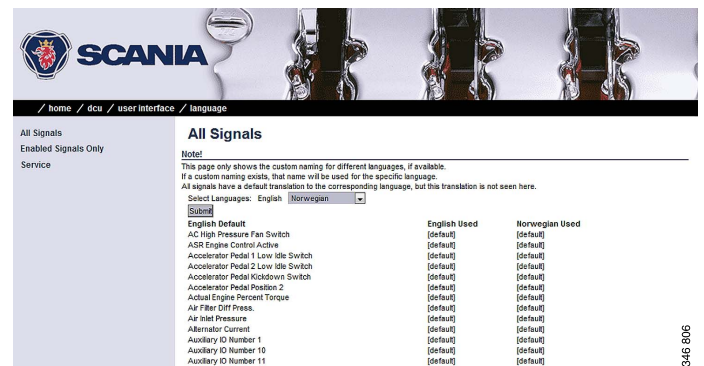 SCANIA
/ home / dcu / user interface / language
All Signals
Enabled Signals Only
Service
All Signals
Note!
This page only shows the custom naming for different languages, if available.
If a custom naming exists, that name will be used for the specific language.
All signals have a default translation to the corresponding language, but this translation is not seen here.
Select Languages: English Norwegian
Submit
English Default English Used Norwegian Used
AC High Pressure Fan Switch [default] [default]
ASR Engine Control Active [default] [default]
Accelerator Pedal 1 Low Idle Switch [default] [default]
Accelerator Pedal 2 Low Idle Switch [default] [default]
Accelerator Pedal Kickdown Switch [default] [default]
Accelerator Pedal Position 2 [default] [default]
Actual Engine Percent Torque [default] [default]
Air Filter Diff Press. [default] [default]
Air Inlet Pressure [default] [default]
Alternator Current [default] [default]
Auxiliary IO Number 1 [default] [default]
Auxiliary IO Number 10 [default] [default]
Auxiliary IO Number 11 [default] [default]
346 806